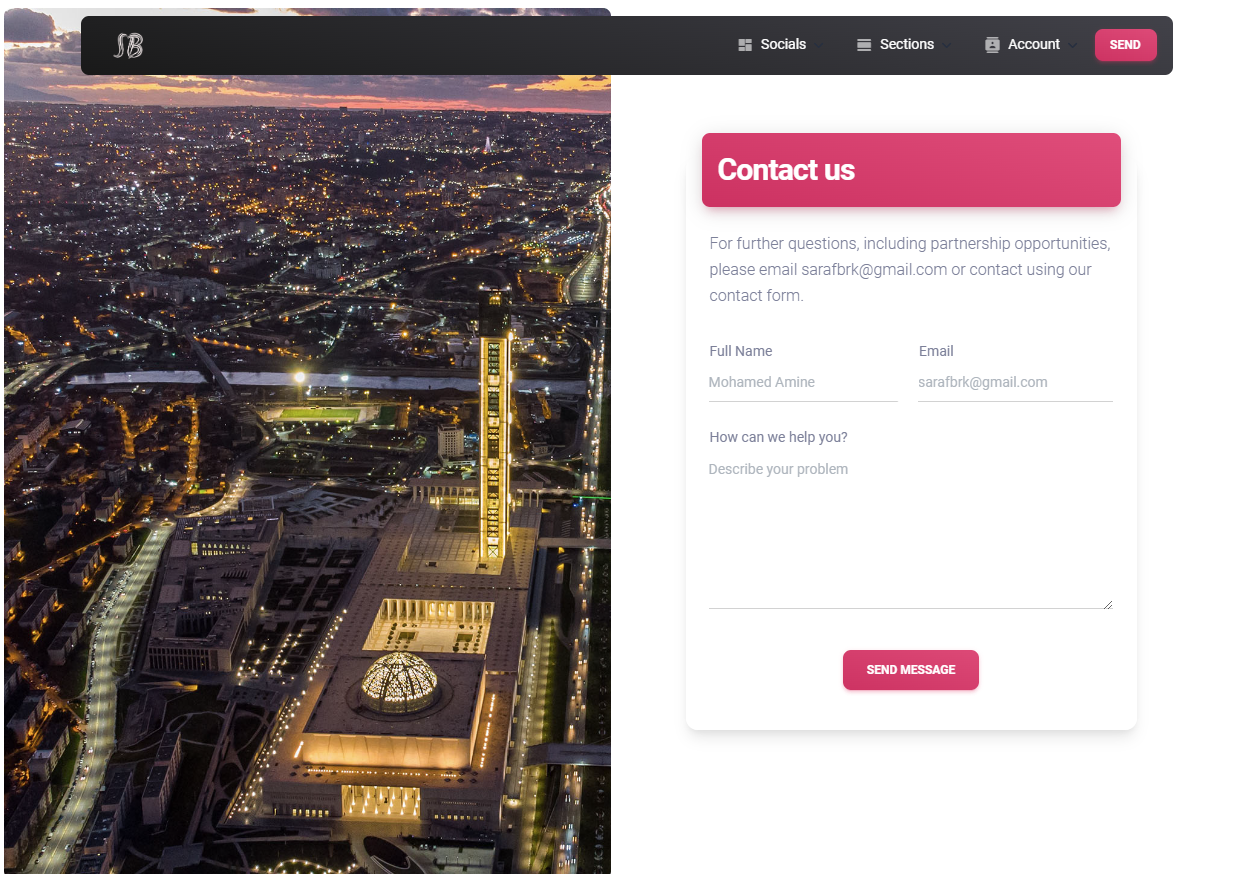 SB
Socials
Sections
Account
SEND
Contact us
For further questions, including partnership opportunities,
please email sarafbrk@gmail.com or contact using our
contact form.
Full Name
Email
Mohamed Amine
sarafbrk@gmail.com
How can we help you?
Describe your problem
SEND MESSAGE